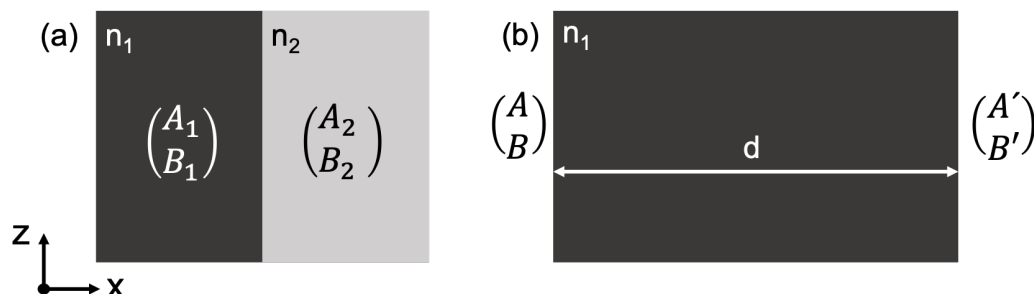 (a) n₁ n₂
(A₁ B₁) (A₂ B₂)
z
x
(b) n₁
(A B) (A′ B′)
d